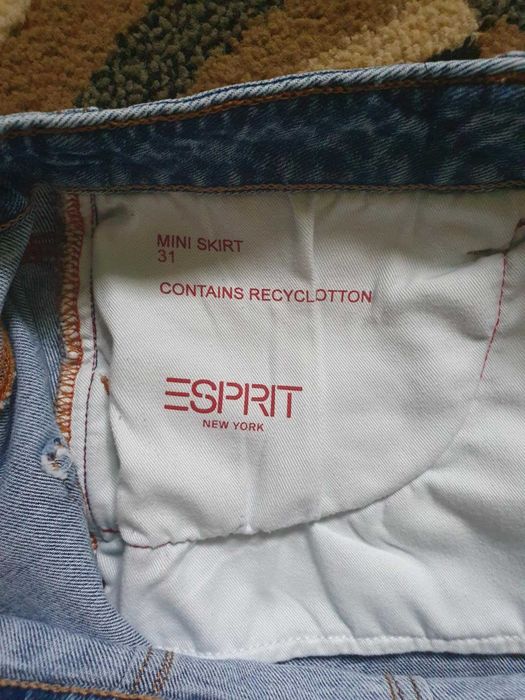 MINI SKIRT
31
CONTAINS RECYCLOTTON
ESPRIT
NEW YORK